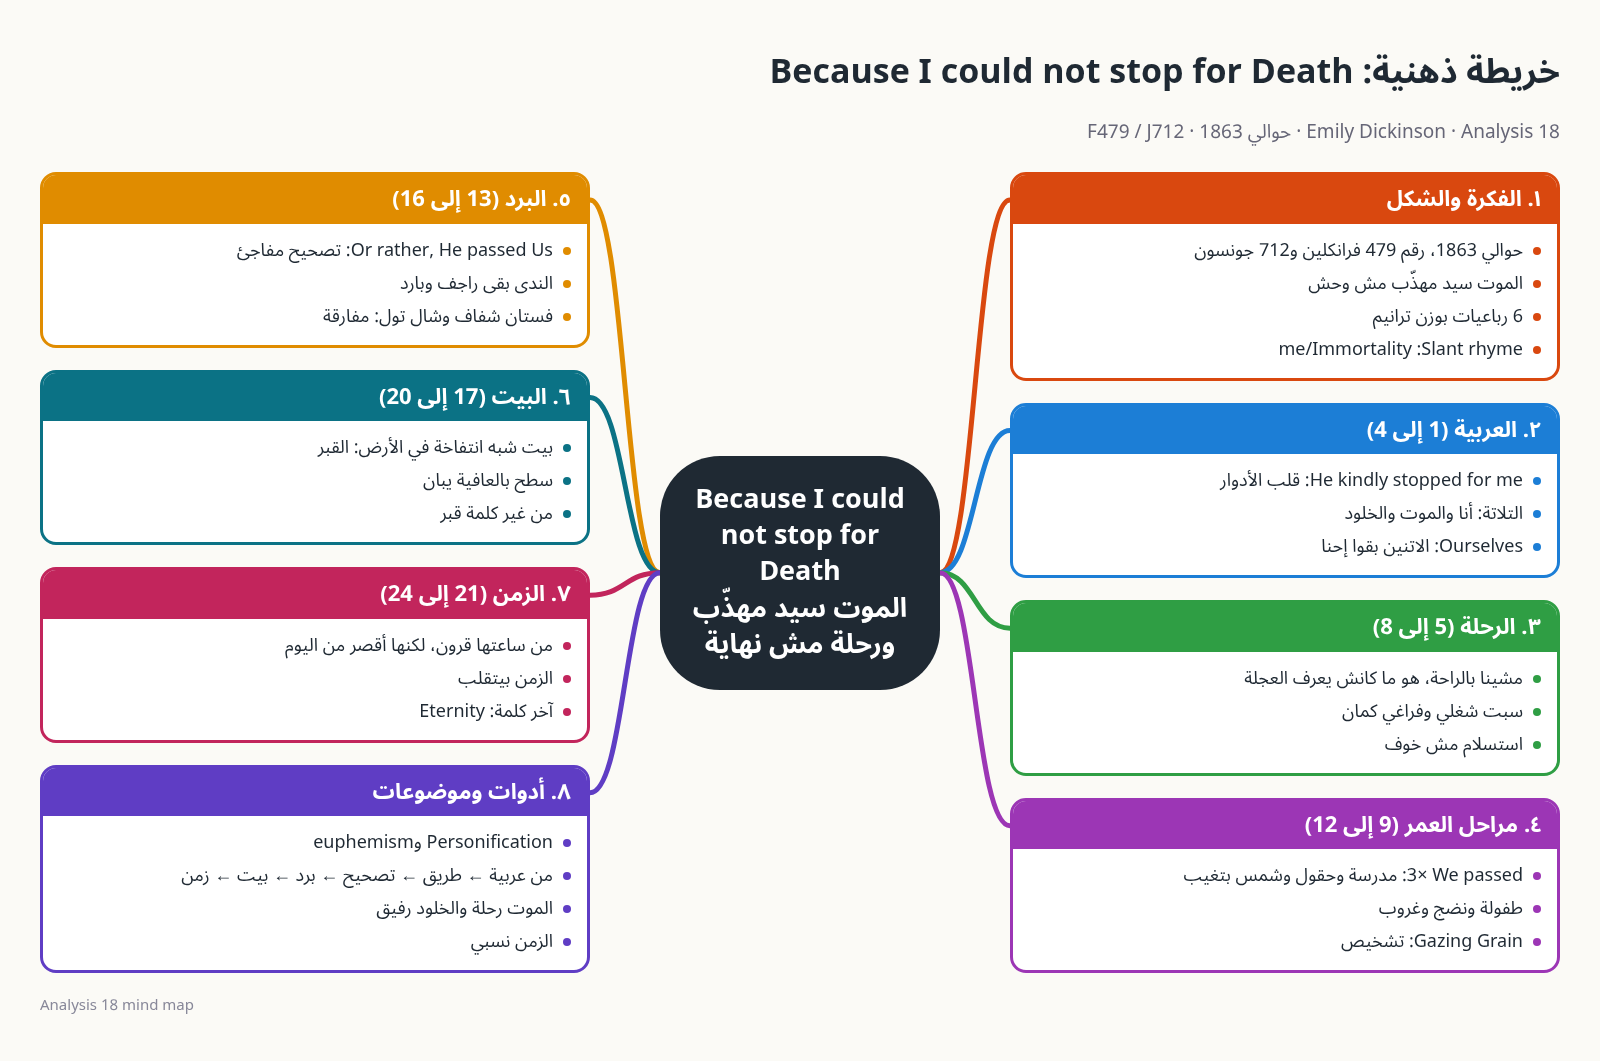 خريطة ذهنية: Because I could not stop for Death
Emily Dickinson · Analysis 18 · حوالي 1863 · F479 / J712
١. الفكرة والشكل
حوالي 1863، رقم 479 فرانكلين و712 جونسون
الموت سيد مهذّب مش وحش
6 رباعيات بوزن ترانيم
Slant rhyme: me/Immortality
٢. العربية (1 إلى 4)
He kindly stopped for me: قلب الأدوار
التلاتة: أنا والموت والخلود
Ourselves: الاتنين بقوا إحنا
٣. الرحلة (5 إلى 8)
مشينا بالراحة، هو ما كانش يعرف العجلة
سبت شغلي وفراغي كمان
استسلام مش خوف
٤. مراحل العمر (9 إلى 12)
We passed ×3: مدرسة وحقول وشمس بتغيب
طفولة ونضج وغروب
Gazing Grain: تشخيص
Because I could
not stop for
Death
الموت سيد مهذّب
ورحلة مش نهاية
٥. البرد (13 إلى 16)
Or rather, He passed Us: تصحيح مفاجئ
الندى بقى راجف وبارد
فستان شفاف وشال تول: مفارقة
٦. البيت (17 إلى 20)
بيت شبه انتفاخة في الأرض: القبر
سطح بالعافية يبان
من غير كلمة قبر
٧. الزمن (21 إلى 24)
من ساعتها قرون، لكنها أقصر من اليوم
الزمن بيتقلب
آخر كلمة: Eternity
٨. أدوات وموضوعات
Personification وeuphemism
من عربية ← طريق ← تصحيح ← برد ← بيت ← زمن
الموت رحلة والخلود رفيق
الزمن نسبي
Analysis 18 mind map